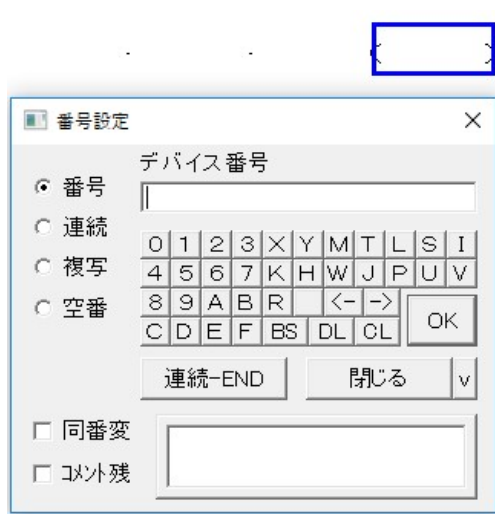 番号設定
デバイス番号
番号
連続
複写
空番
0 1 2 3 X Y M T L S I
4 5 6 7 K H W J P U V
8 9 A B R <- ->
C D E F BS DL CL
OK
連続-END 閉じる v
同番変
コメント残